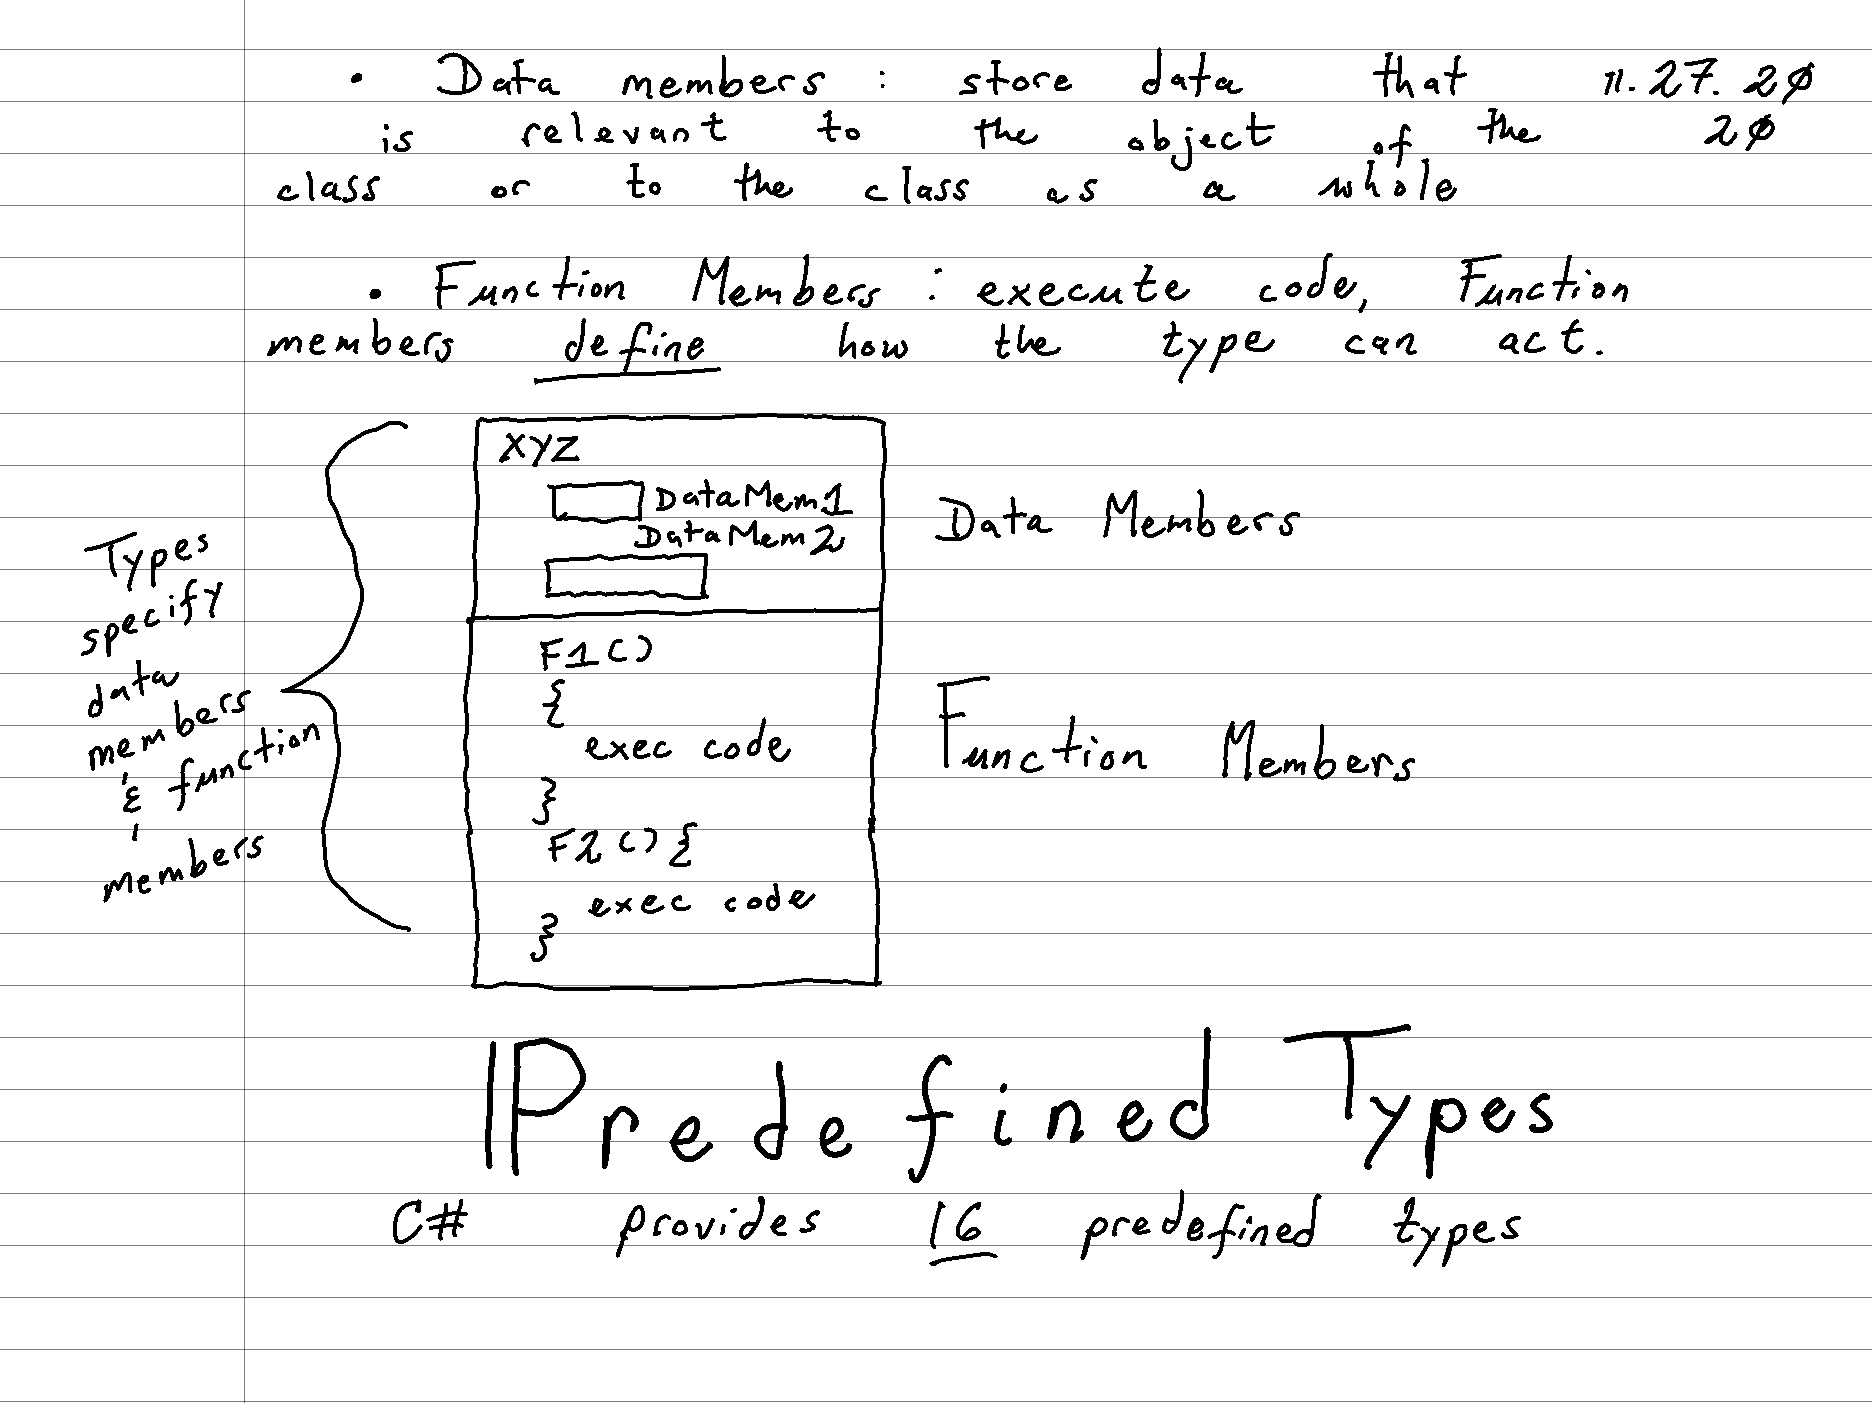 • Data members : store data that 11.27.20
is relevant to the object of the 20
class or to the class as a whole
• Function Members : execute code, Function
members define how the type can act.
Types
specify
data
members
& function
members
XYZ
DataMem1
DataMem2
Data Members
F1()
{
exec code
}
F2() {
exec code
}
Function Members
Predefined Types
C# provides 16 predefined types